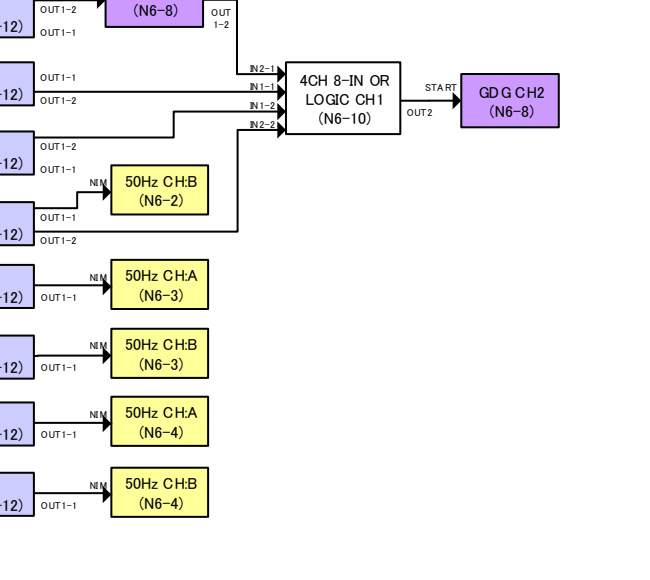 OUT1-2
-12)
OUT1-1
(N6-8)
OUT
1-2
OUT1-1
-12)
OUT1-2
IN2-1
IN1-1
IN1-2
IN2-2
4CH 8-IN OR
LOGIC CH1
(N6-10)
START
OUT2
GDG CH2
(N6-8)
OUT1-2
-12)
OUT1-1
NIM
50Hz CH:B
(N6-2)
OUT1-1
-12)
OUT1-2
NIM
50Hz CH:A
(N6-3)
-12)
OUT1-1
NIM
50Hz CH:B
(N6-3)
-12)
OUT1-1
NIM
50Hz CH:A
(N6-4)
-12)
OUT1-1
NIM
50Hz CH:B
(N6-4)
-12)
OUT1-1